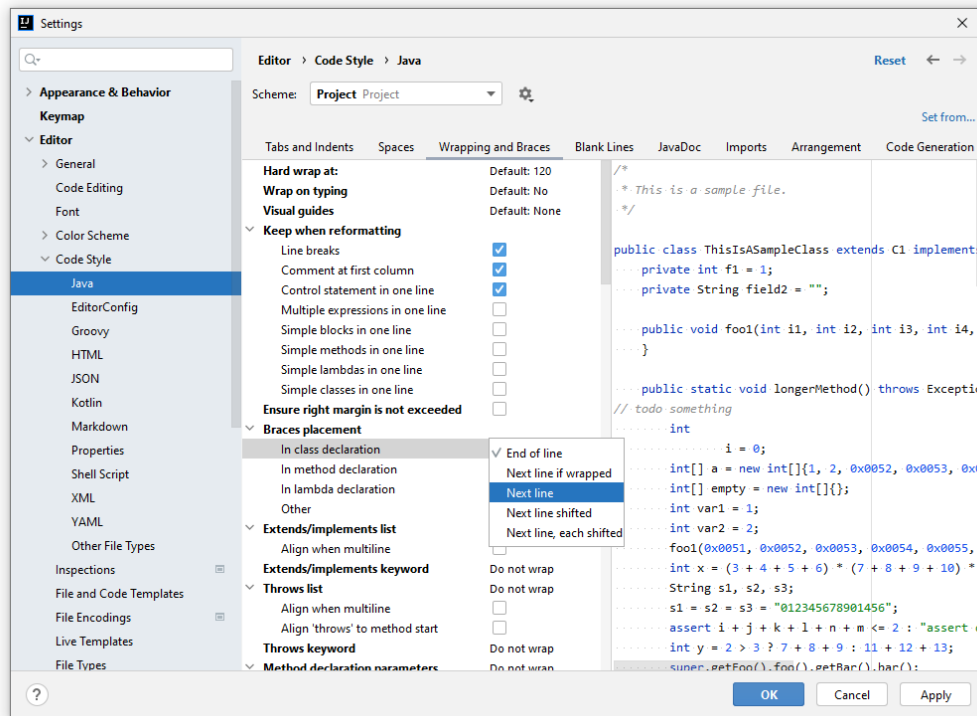 IJ
Settings
Editor › Code Style › Java
Reset
Scheme: Project Project
Set from...
Tabs and Indents Spaces Wrapping and Braces Blank Lines JavaDoc Imports Arrangement Code Generation
Appearance & Behavior
Keymap
Editor
General
Code Editing
Font
Color Scheme
Code Style
Java
EditorConfig
Groovy
HTML
JSON
Kotlin
Markdown
Properties
Shell Script
XML
YAML
Other File Types
Inspections
File and Code Templates
File Encodings
Live Templates
File Types
Hard wrap at: Default: 120
Wrap on typing Default: No
Visual guides Default: None
Keep when reformatting
Line breaks
Comment at first column
Control statement in one line
Multiple expressions in one line
Simple blocks in one line
Simple methods in one line
Simple lambdas in one line
Simple classes in one line
Ensure right margin is not exceeded
Braces placement
In class declaration
In method declaration
In lambda declaration
Other
Extends/implements list
Align when multiline
Extends/implements keyword Do not wrap
Throws list Do not wrap
Align when multiline
Align 'throws' to method start
Throws keyword Do not wrap
Method declaration parameters Do not wrap
End of line
Next line if wrapped
Next line
Next line shifted
Next line, each shifted
/*
* This is a sample file.
*/
public class ThisIsASampleClass extends C1 implements
private int f1 = 1;
private String field2 = "";
public void foo1(int i1, int i2, int i3, int i4,
}
public static void longerMethod() throws
// todo something
int
i = 0;
int[] a = new int[]{1, 2, 0x0052, 0x0053,
int[] empty = new int[]{};
int var1 = 1;
int var2 = 2;
foo1(0x0051, 0x0052, 0x0053, 0x0054, 0x0055,
int x = (3 + 4 + 5 + 6) * (7 + 8 + 9 + 10) *
String s1, s2, s3;
s1 = s2 = s3 = "012345678901456";
assert i + j + k + l + n + m <= 2 : "assert
int y = 2 > 3 ? 7 + 8 + 9 : 11 + 12 + 13;
super.getFoo().foo().getBar().bar();
?
OK Cancel Apply